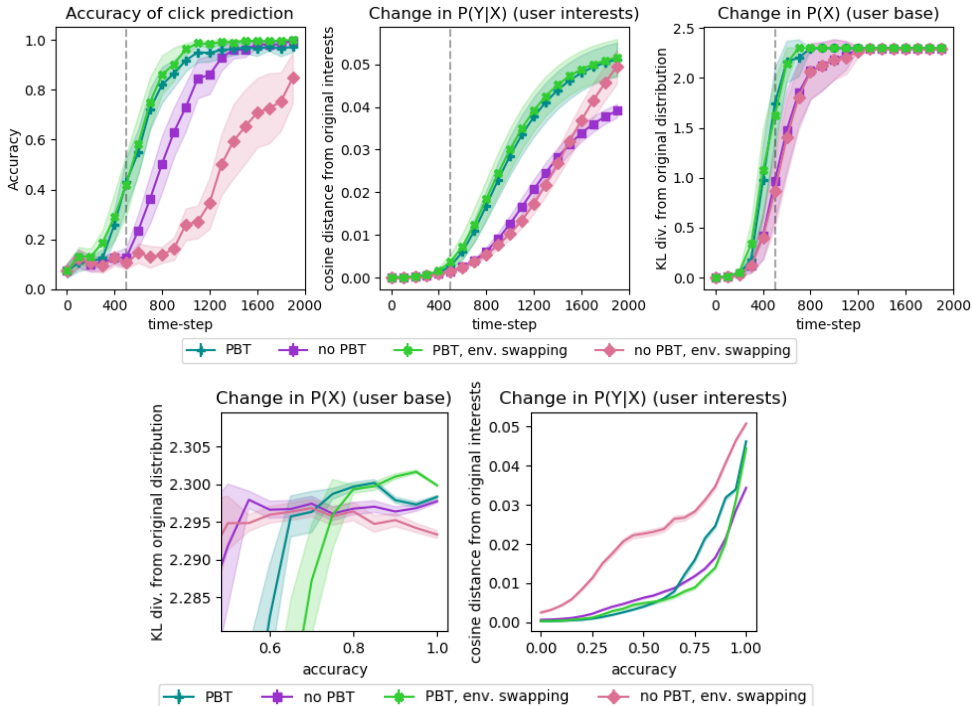 Accuracy of click prediction
Accuracy
1.0
0.8
0.6
0.4
0.2
0.0
0 400 800 1200 1600 2000
time-step
Change in P(Y|X) (user interests)
cosine distance from original interests
0.05
0.04
0.03
0.02
0.01
0.00
0 400 800 1200 1600 2000
time-step
Change in P(X) (user base)
KL div. from original distribution
2.5
2.0
1.5
1.0
0.5
0.0
0 400 800 1200 1600 2000
time-step
PBT no PBT PBT, env. swapping no PBT, env. swapping
Change in P(X) (user base)
KL div. from original distribution
2.305
2.300
2.295
2.290
2.285
0.6 0.8 1.0
accuracy
Change in P(Y|X) (user interests)
cosine distance from original interests
0.05
0.04
0.03
0.02
0.01
0.00
0.00 0.25 0.50 0.75 1.00
accuracy
PBT no PBT PBT, env. swapping no PBT, env. swapping